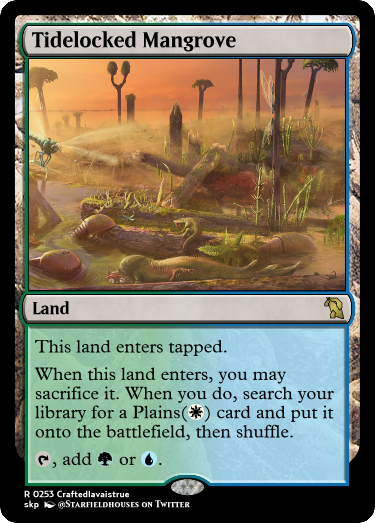 Tidelocked Mangrove
Land
This land enters tapped.
When this land enters, you may
sacrifice it. When you do, search your
library for a Plains() card and put it
onto the battlefield, then shuffle.
, add or .
R 0253 Craftedlavaistrue
skp @Starfieldhouses on Twitter